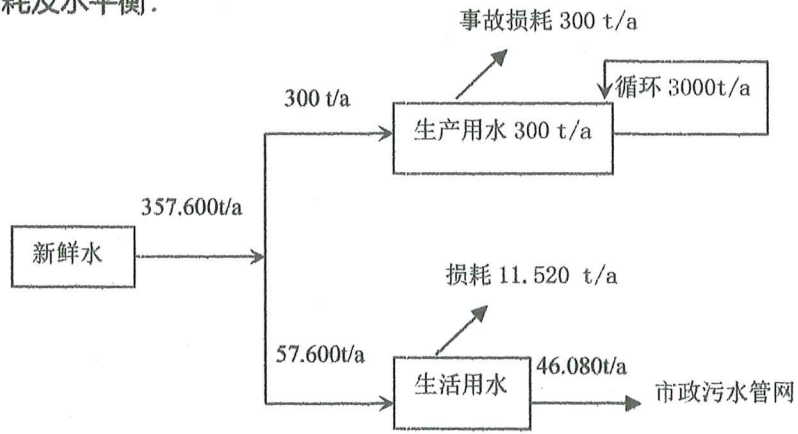 耗及水平衡：
事故损耗 300 t/a
300 t/a
循环 3000t/a
生产用水 300 t/a
357.600t/a
新鲜水
损耗 11.520 t/a
57.600t/a
生活用水
46.080t/a
市政污水管网